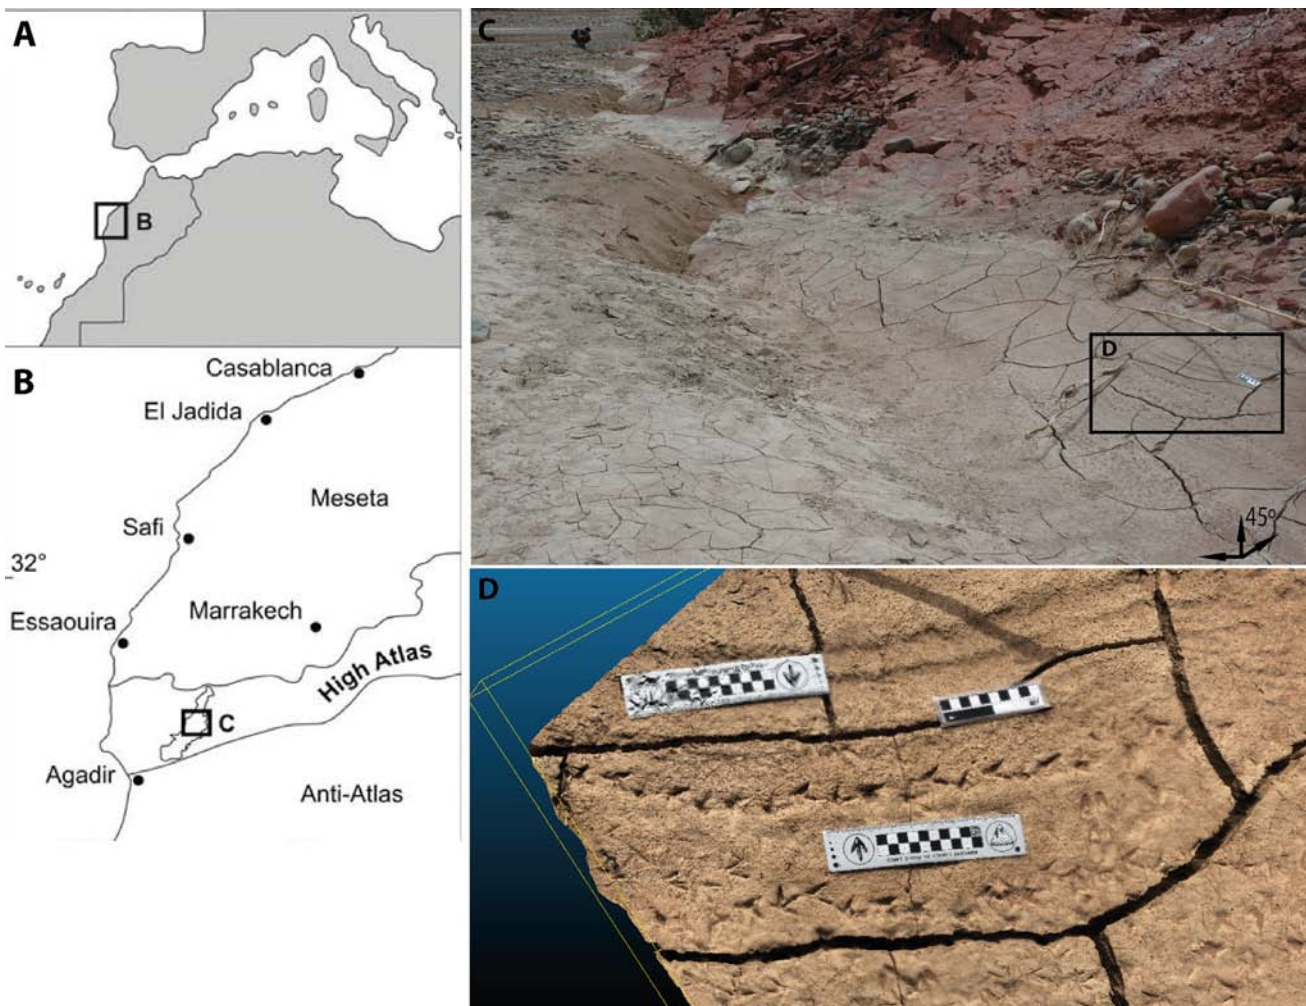 A
B
B
Casablanca
El Jadida
Meseta
Safi
32°
Essaouira
Marrakech
High Atlas
C
Agadir
Anti-Atlas
C
D
45°
D